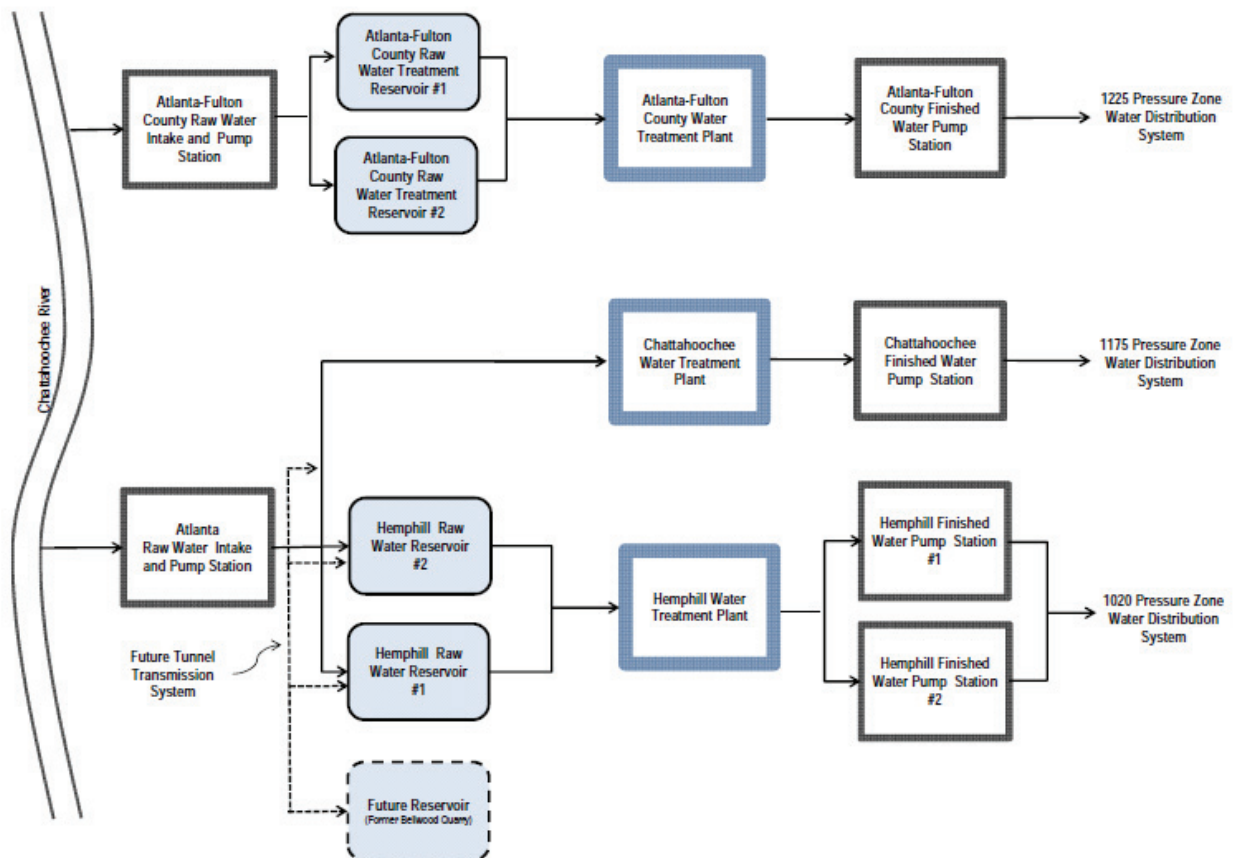 Atlanta-Fulton
County Raw
Water Treatment
Reservoir #1
Atlanta-Fulton
County Raw Water
Intake and Pump
Station
Atlanta-Fulton
County Raw
Water Treatment
Reservoir #2
Atlanta-Fulton
County Water
Treatment Plant
Atlanta-Fulton
County Finished
Water Pump
Station
1225 Pressure Zone
Water Distribution
System
Chattahoochee River
Chattahoochee
Water Treatment
Plant
Chattahoochee
Finished Water
Pump Station
1175 Pressure Zone
Water Distribution
System
Atlanta
Raw Water Intake
and Pump Station
Hemphill Raw
Water Reservoir
#2
Hemphill Raw
Water Reservoir
#1
Hemphill Water
Treatment Plant
Hemphill Finished
Water Pump Station
#1
Hemphill Finished
Water Pump Station
#2
1020 Pressure Zone
Water Distribution
System
Future Tunnel
Transmission
System
Future Reservoir
(Former Bellwood Quarry)